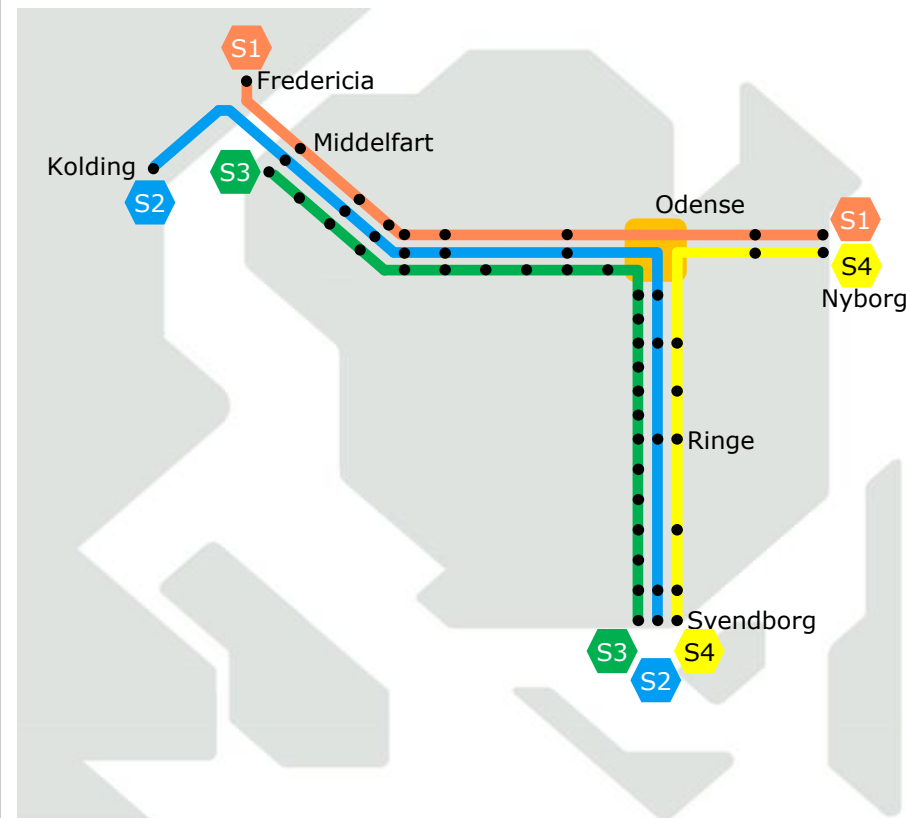 S1
Fredericia
Middelfart
Kolding
S3
S2
Odense
S1
S4
Nyborg
Ringe
Svendborg
S3
S4
S2